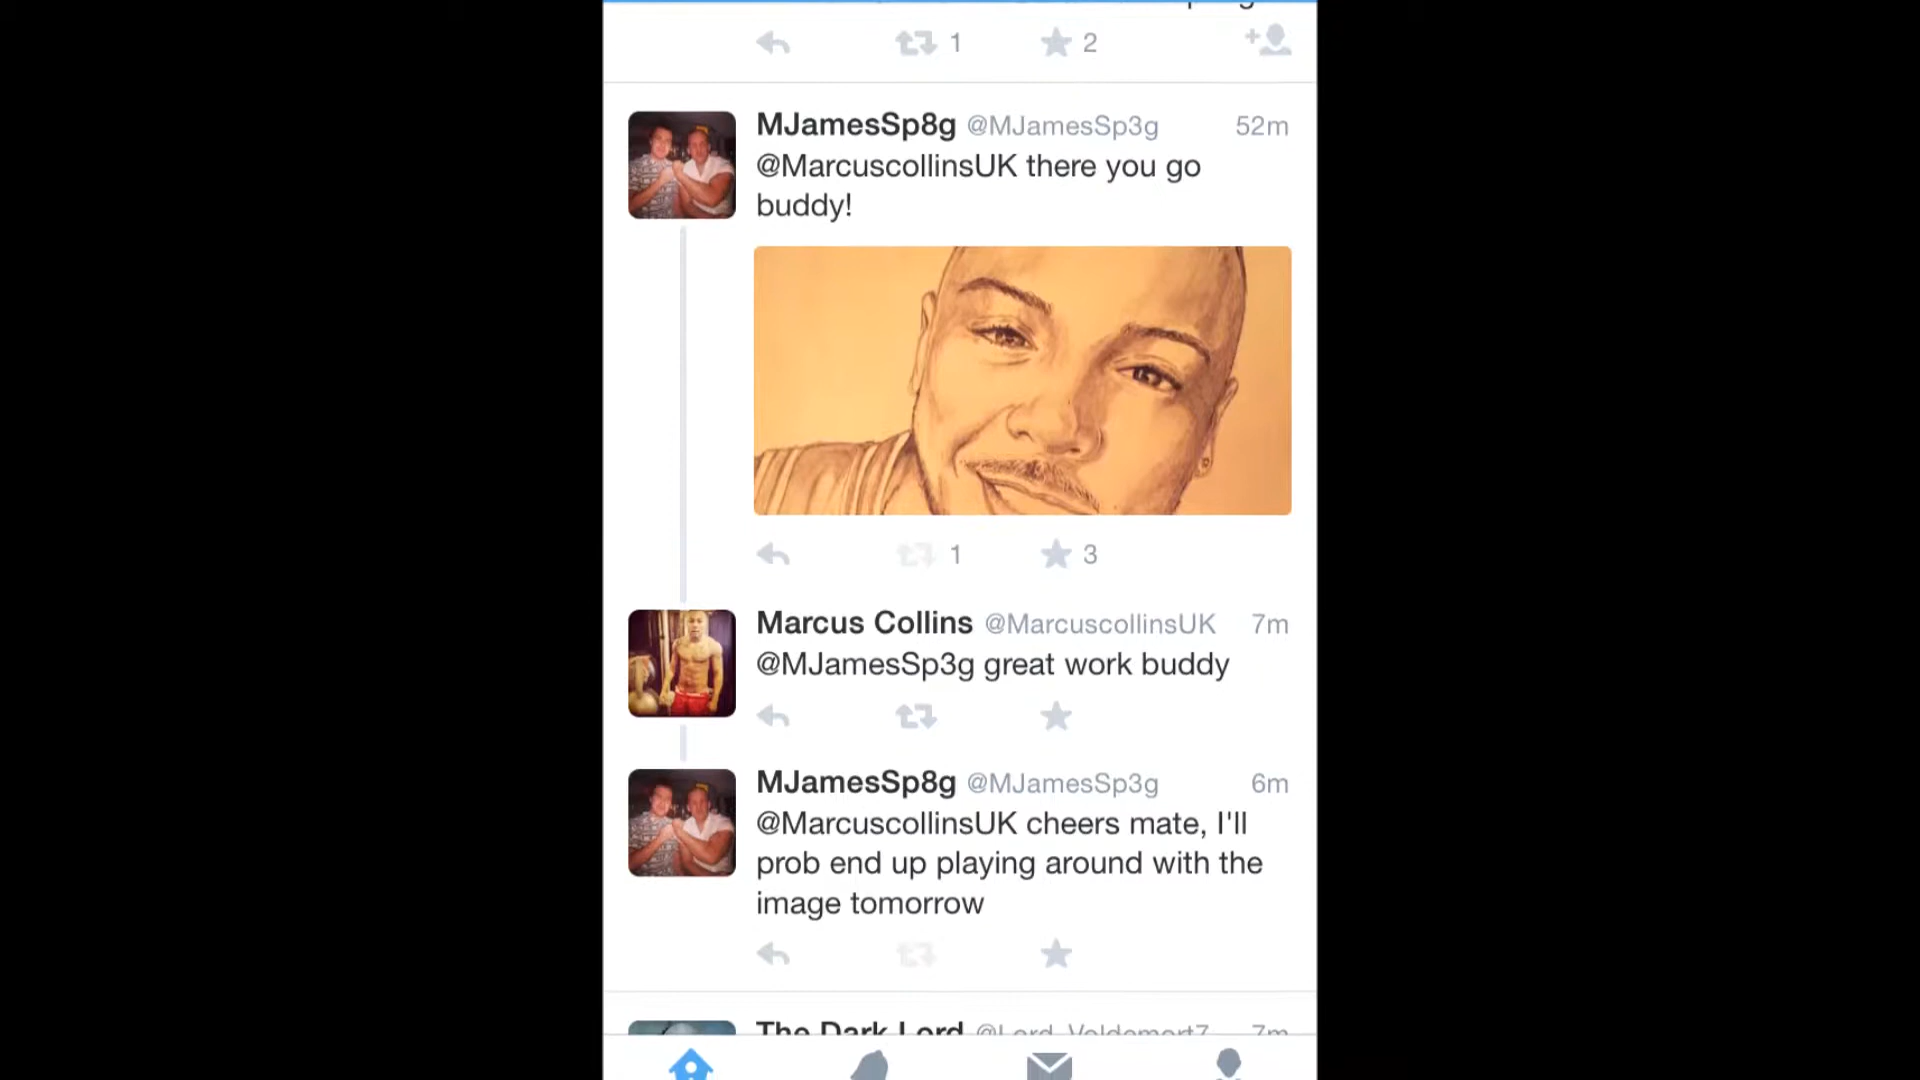 1 2
MJamesSp8g @MJamesSp3g 52m
@MarcuscollinsUK there you go
buddy!
1 3
Marcus Collins @MarcuscollinsUK 7m
@MJamesSp3g great work buddy
MJamesSp8g @MJamesSp3g 6m
@MarcuscollinsUK cheers mate, I'll
prob end up playing around with the
image tomorrow
The Dark Lord @Lord_Voldemort7 7m